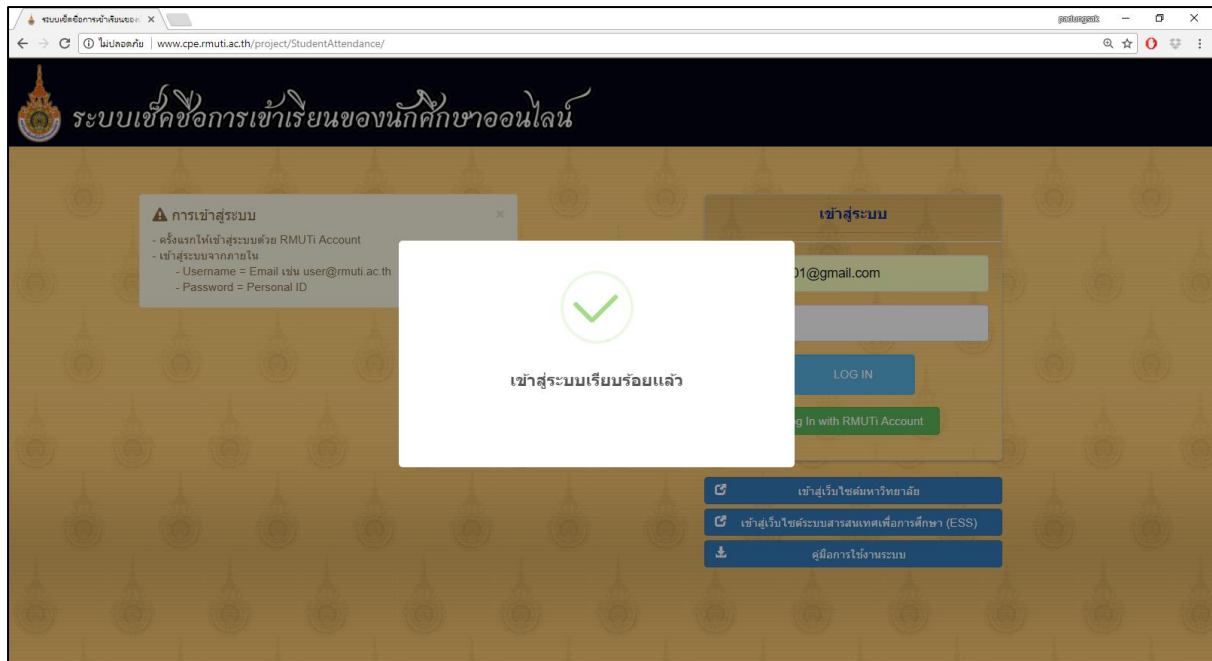 ระบบเช็คชื่อการเข้าเรียนของ
padungsak
ไม่ปลอดภัย | www.cpe.rmuti.ac.th/project/StudentAttendance/
ระบบเช็คชื่อการเข้าเรียนของนักศึกษาออนไลน์
การเข้าสู่ระบบ ×
- ครั้งแรกให้เข้าสู่ระบบด้วย RMUTi Account
- เข้าสู่ระบบจากภายใน
- Username = Email เช่น user@rmuti.ac.th
- Password = Personal ID
เข้าสู่ระบบ
01@gmail.com
LOG IN
g In with RMUTi Account
เข้าสู่ระบบเรียบร้อยแล้ว
เข้าสู่เว็บไซต์มหาวิทยาลัย
เข้าสู่เว็บไซต์ระบบสารสนเทศเพื่อการศึกษา (ESS)
คู่มือการใช้งานระบบ